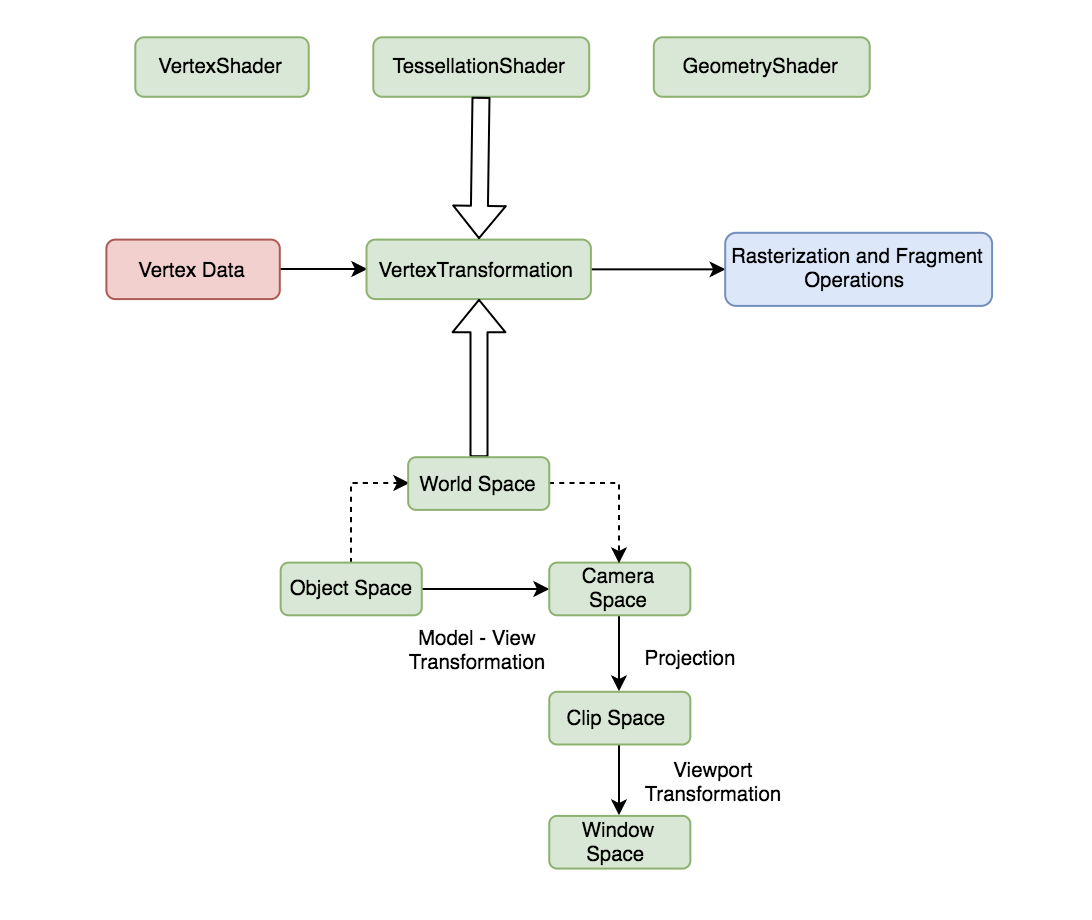 VertexShader
TessellationShader
GeometryShader
Vertex Data
VertexTransformation
Rasterization and Fragment
Operations
World Space
Object Space
Camera
Space
Model - View
Transformation
Projection
Clip Space
Viewport
Transformation
Window
Space